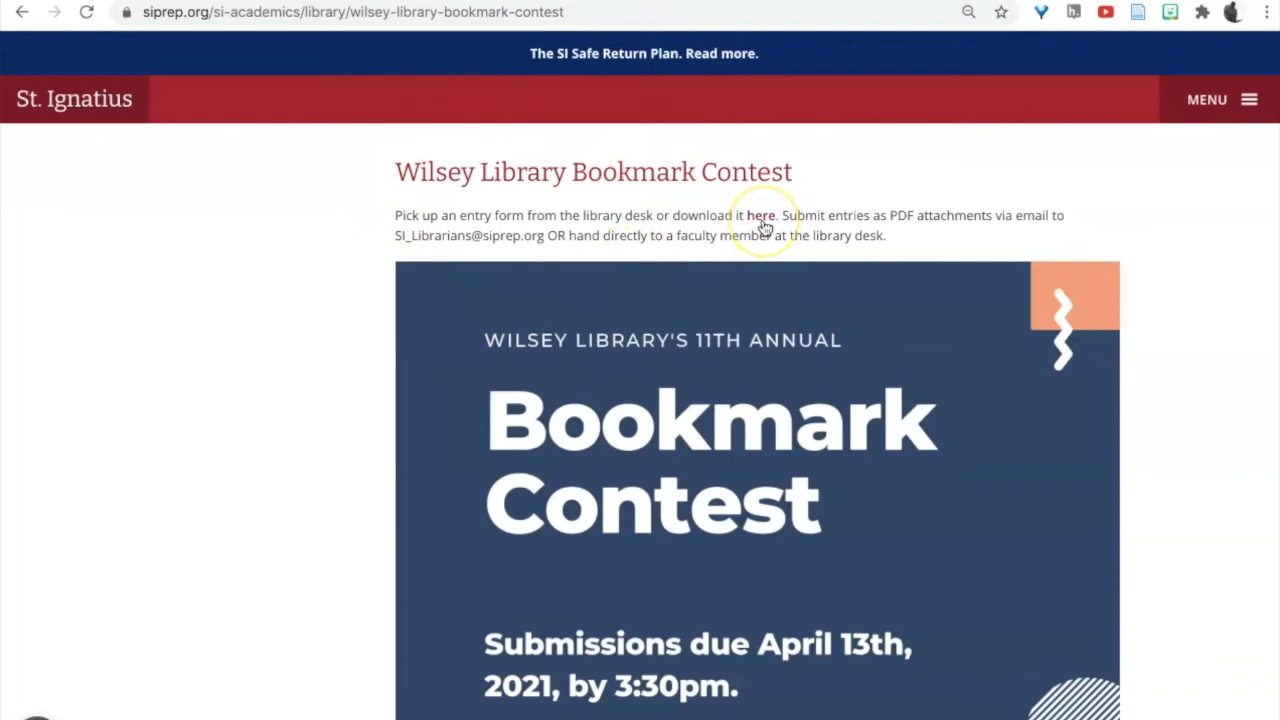 siprep.org/si-academics/library/wilsey-library-bookmark-contest
The SI Safe Return Plan. Read more.
St. Ignatius
MENU
Wilsey Library Bookmark Contest
Pick up an entry form from the library desk or download it here. Submit entries as PDF attachments via email to
SI_Librarians@siprep.org OR hand directly to a faculty member at the library desk.
WILSEY LIBRARY'S 11TH ANNUAL
Bookmark
Contest
Submissions due April 13th,
2021, by 3:30pm.